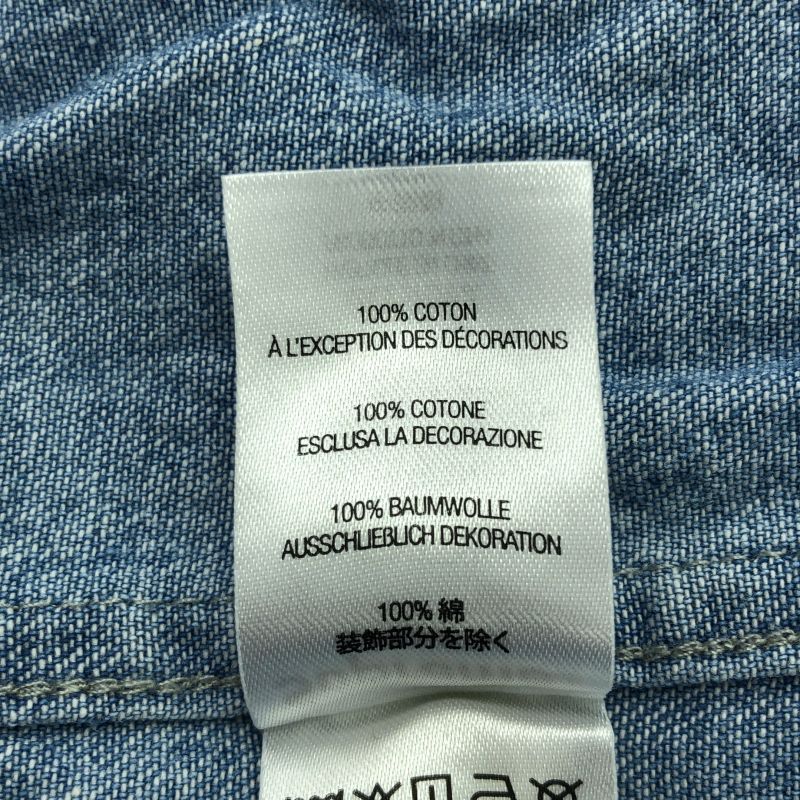 100% COTON
À L'EXCEPTION DES DÉCORATIONS
100% COTONE
ESCLUSA LA DECORAZIONE
100% BAUMWOLLE
AUSSCHLIEßLICH DEKORATION
100% 綿
装飾部分を除く